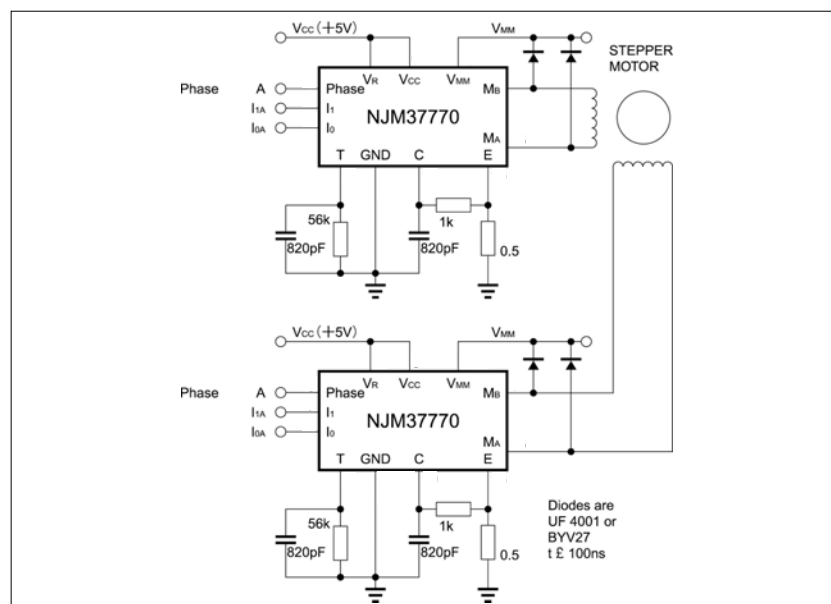 VCC (+5V)
VMM
STEPPER
MOTOR
Phase A
VR VCC VMM
Phase
MB
I1A I1
NJM37770
I0A I0
MA
T GND C E
56k
1k
820pF
820pF
0.5
VCC (+5V)
VMM
Phase A
VR VCC VMM
Phase
MB
I1A I1
NJM37770
I0A I0
MA
T GND C E
56k
1k
820pF
820pF
0.5
Diodes are
UF 4001 or
BYV27
t £ 100ns